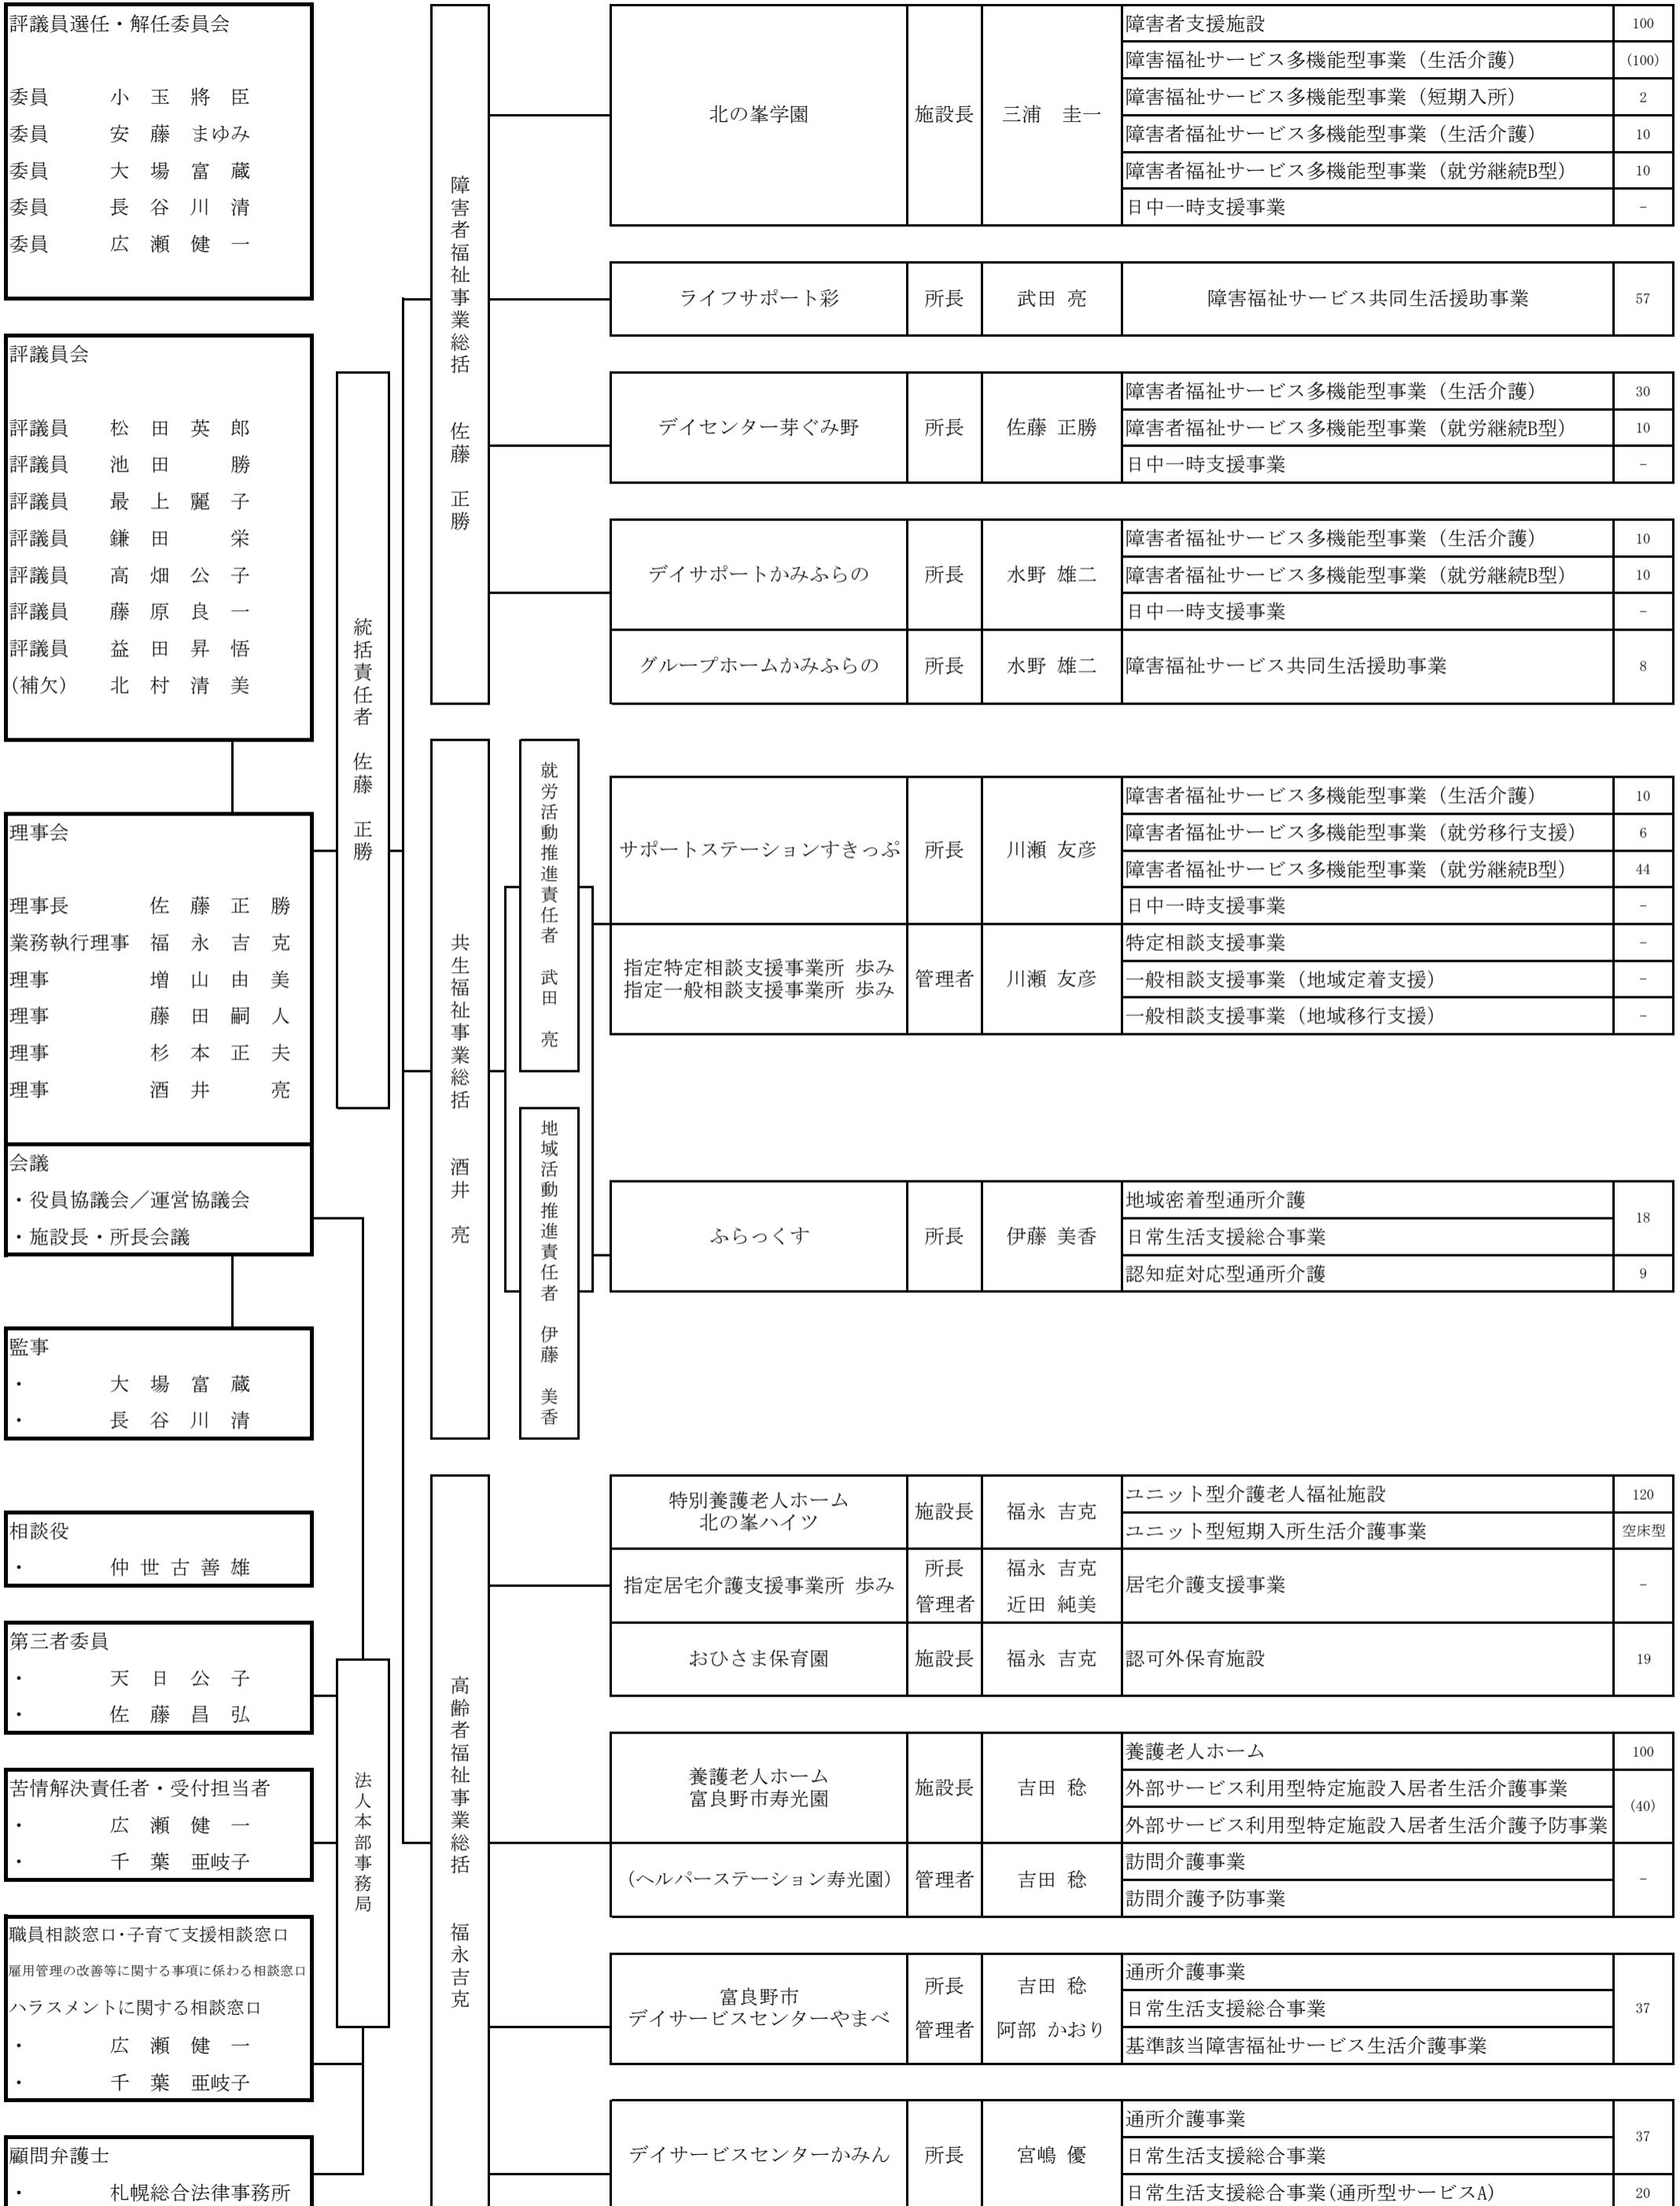 評議員選任・解任委員会
委員 小玉將臣
委員 安藤まゆみ
委員 大場富蔵
委員 長谷川清
委員 広瀬健一
評議員会
評議員 松田英郎
評議員 池田勝
評議員 最上麗子
評議員 鎌田栄
評議員 高畑公子
評議員 藤原良一
評議員 益田昇悟
(補欠) 北村清美
理事会
理事長 佐藤正勝
業務執行理事 福永吉克
理事 増山由美
理事 藤田嗣人
理事 杉本正夫
理事 酒井亮
会議
・役員協議会／運営協議会
・施設長・所長会議
監事
・ 大場富蔵
・ 長谷川清
相談役
・ 仲世古善雄
第三者委員
・ 天日公子
・ 佐藤昌弘
苦情解決責任者・受付担当者
・ 広瀬健一
・ 千葉亜岐子
職員相談窓口・子育て支援相談窓口
雇用管理の改善等に関する事項に係わる相談窓口
ハラスメントに関する相談窓口
・ 広瀬健一
・ 千葉亜岐子
顧問弁護士
・ 札幌総合法律事務所
統括責任者 佐藤 正勝
法人本部事務局
障害者福祉事業総括 佐藤 正勝
北の峯学園 施設長 三浦 圭一
障害者支援施設 100
障害福祉サービス多機能型事業（生活介護） (100)
障害福祉サービス多機能型事業（短期入所） 2
障害者福祉サービス多機能型事業（生活介護） 10
障害者福祉サービス多機能型事業（就労継続B型） 10
日中一時支援事業 -
ライフサポート彩 所長 武田 亮 障害福祉サービス共同生活援助事業 57
デイセンター芽ぐみ野 所長 佐藤 正勝
障害者福祉サービス多機能型事業（生活介護） 30
障害者福祉サービス多機能型事業（就労継続B型） 10
日中一時支援事業 -
デイサポートかみふらの 所長 水野 雄二
障害者福祉サービス多機能型事業（生活介護） 10
障害者福祉サービス多機能型事業（就労継続B型） 10
日中一時支援事業 -
グループホームかみふらの 所長 水野 雄二 障害福祉サービス共同生活援助事業 8
共生福祉事業総括 酒井 亮
就労活動推進責任者 武田 亮
地域活動推進責任者 伊藤 美香
サポートステーションすきっぷ 所長 川瀬 友彦
障害者福祉サービス多機能型事業（生活介護） 10
障害者福祉サービス多機能型事業（就労移行支援） 6
障害者福祉サービス多機能型事業（就労継続B型） 44
日中一時支援事業 -
指定特定相談支援事業所 歩み
指定一般相談支援事業所 歩み
管理者 川瀬 友彦
特定相談支援事業 -
一般相談支援事業（地域定着支援） -
一般相談支援事業（地域移行支援） -
ふらっくす 所長 伊藤 美香
地域密着型通所介護
日常生活支援総合事業
18
認知症対応型通所介護 9
高齢者福祉事業総括 福永吉克
特別養護老人ホーム
北の峯ハイツ
施設長 福永 吉克
ユニット型介護老人福祉施設 120
ユニット型短期入所生活介護事業 空床型
指定居宅介護支援事業所 歩み
所長 福永 吉克
管理者 近田 純美
居宅介護支援事業 -
おひさま保育園 施設長 福永 吉克 認可外保育施設 19
養護老人ホーム
富良野市寿光園
施設長 吉田 稔
養護老人ホーム 100
外部サービス利用型特定施設入居者生活介護事業
外部サービス利用型特定施設入居者生活介護予防事業
(40)
(ヘルパーステーション寿光園) 管理者 吉田 稔
訪問介護事業
訪問介護予防事業
-
富良野市
デイサービスセンターやまべ
所長 吉田 稔
管理者 阿部 かおり
通所介護事業
日常生活支援総合事業
基準該当障害福祉サービス生活介護事業
37
デイサービスセンターかみん 所長 宮嶋 優
通所介護事業
日常生活支援総合事業
37
日常生活支援総合事業(通所型サービスA) 20